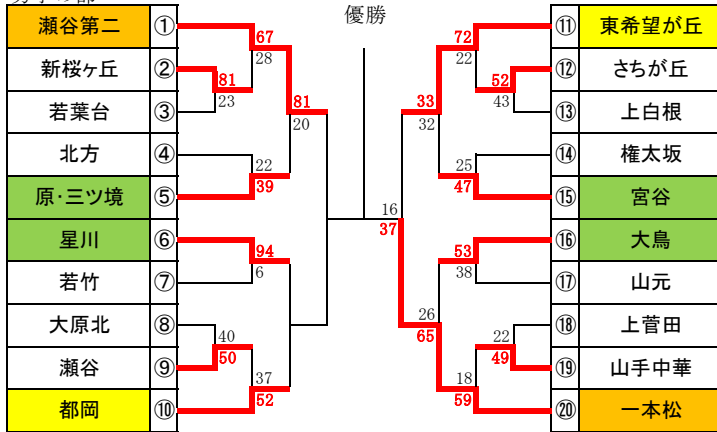 優勝
瀬谷第二 ①
新桜ヶ丘 ②
若葉台 ③
北方 ④
原・三ツ境 ⑤
星川 ⑥
若竹 ⑦
大原北 ⑧
瀬谷 ⑨
都岡 ⑩
67
28
81
23
81
20
22
39
94
6
40
50
37
52
⑪ 東希望が丘
⑫ さちが丘
⑬ 上白根
⑭ 権太坂
⑮ 宮谷
⑯ 大鳥
⑰ 山元
⑱ 上菅田
⑲ 山手中華
⑳ 一本松
72
22
52
43
33
32
25
47
16
37
53
38
26
65
22
49
18
59